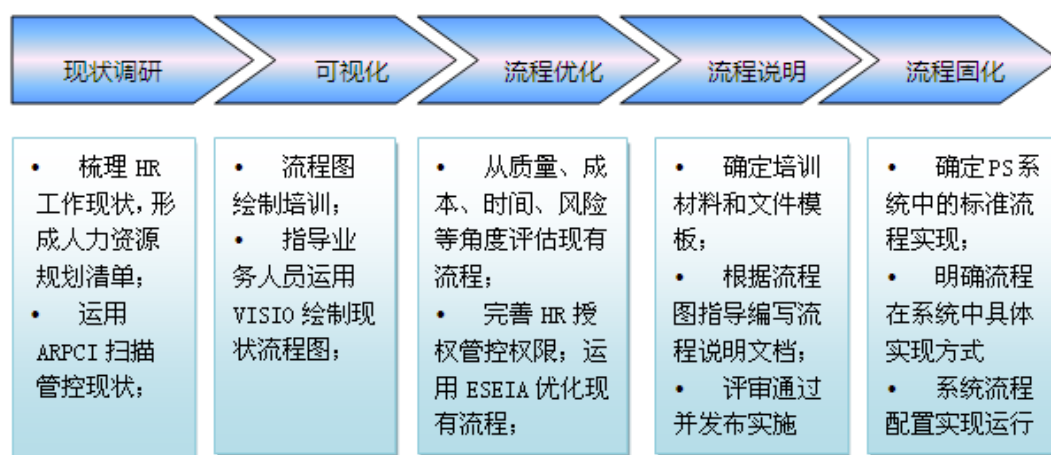 现状调研
可视化
流程优化
流程说明
流程固化
• 梳理 HR
工作现状，形
成人力资源
规划清单；
• 运用
ARPCI 扫描
管控现状；
• 流程图
绘制培训；
• 指导业
务人员运用
VISIO 绘制现
状流程图；
• 从质量、成
本、时间、风险
等角度评估现有
流程；
• 完善 HR 授
权管控权限；运
用 ESEIA 优化现
有流程；
• 确定培训
材料和文件模
板；
• 根据流程
图指导编写流
程说明文档；
• 评审通过
并发布实施
• 确定 PS 系
统中的标准流
程实现；
• 明确流程
在系统中具体
实现方式
• 系统流程
配置实现运行